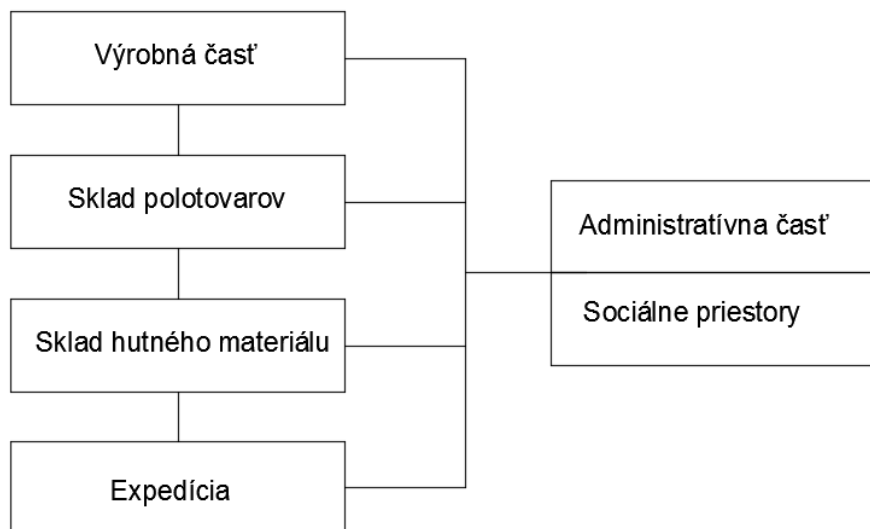 Výrobná časť
Sklad polotovarov
Sklad hutného materiálu
Expedícia
Administratívna časť
Sociálne priestory